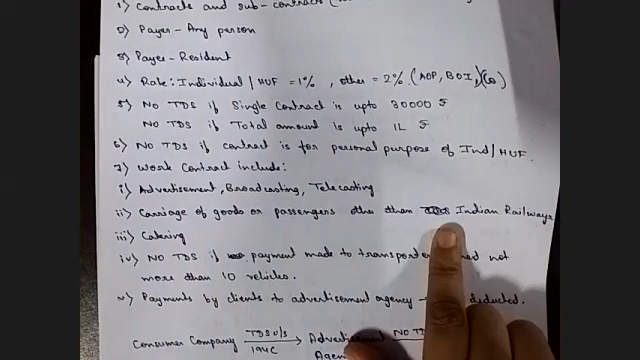 1) Contracts and sub-contracts
2) Payer - Any person
3) Payee - Resident
4) Rate: Individual / HUF = 1% , other = 2% (AOP, BOI, Co)
5) NO TDS if Single Contract is upto 30000 ₹
NO TDS if Total amount is upto 1L ₹
6) NO TDS if contract is for personal purpose of Ind/HUF.
7) Work Contract include:
i) Advertisement, Broadcasting, Telecasting
ii) Carriage of goods or passengers other than Indian Railways
iii) Catering
iv) NO TDS if payment made to transporter not
more than 10 vehicles.
v) Payments by clients to advertisement agency - deducted.
Consumer Company TDS u/s 194C → Advertisement NO TD
Agen